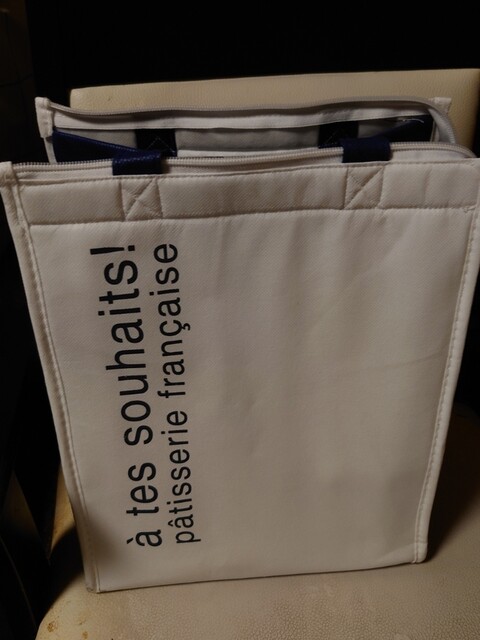 à tes souhaits!
pâtisserie française